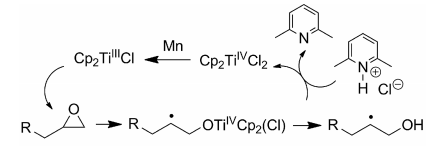 N
Mn
Cp₂TiᴵᴵᴵCl
Cp₂TiᴵⱽCl₂
N⊕
H Cl⊖
O
R
R • OTiᴵⱽCp₂(Cl)
R • OH